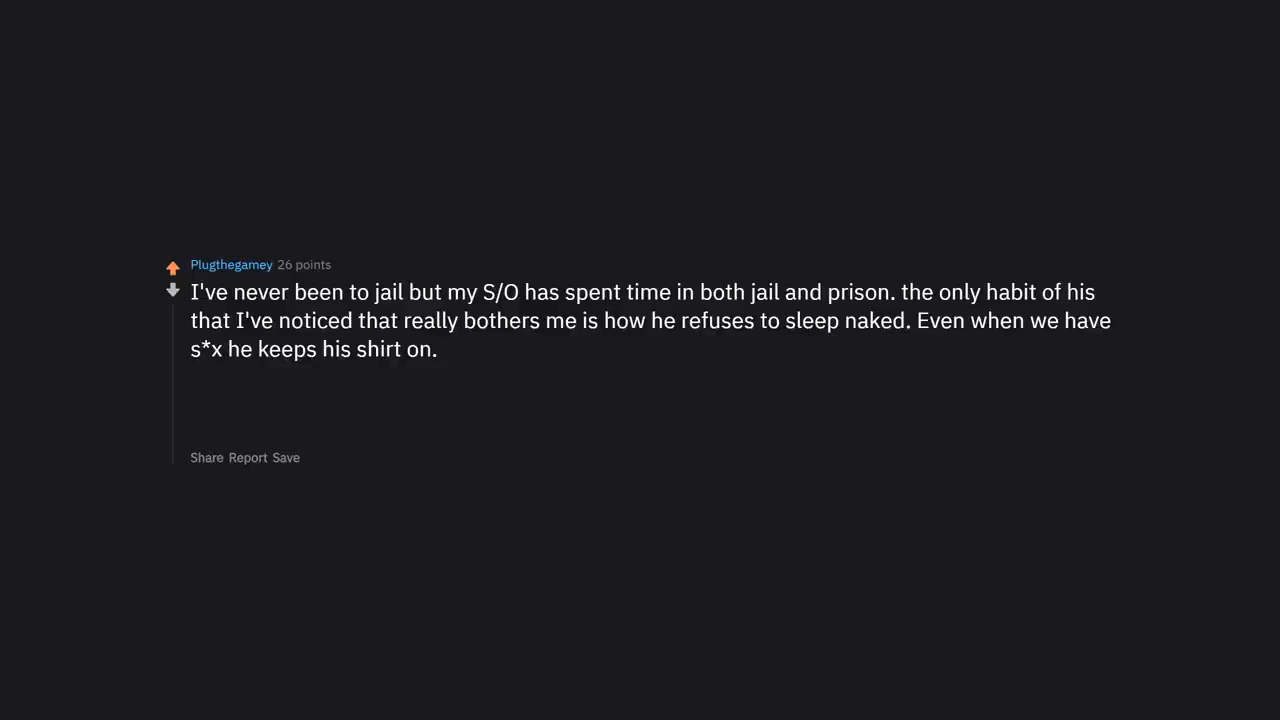 Plugthegamey 26 points
I've never been to jail but my S/O has spent time in both jail and prison. the only habit of his
that I've noticed that really bothers me is how he refuses to sleep naked. Even when we have
s*x he keeps his shirt on.
Share Report Save